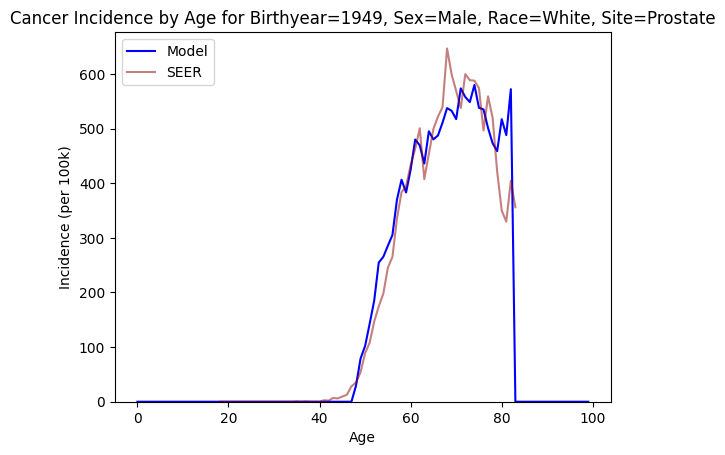 Cancer Incidence by Age for Birthyear=1949, Sex=Male, Race=White, Site=Prostate
Model
SEER
600
500
400
300
200
100
0
Incidence (per 100k)
0 20 40 60 80 100
Age